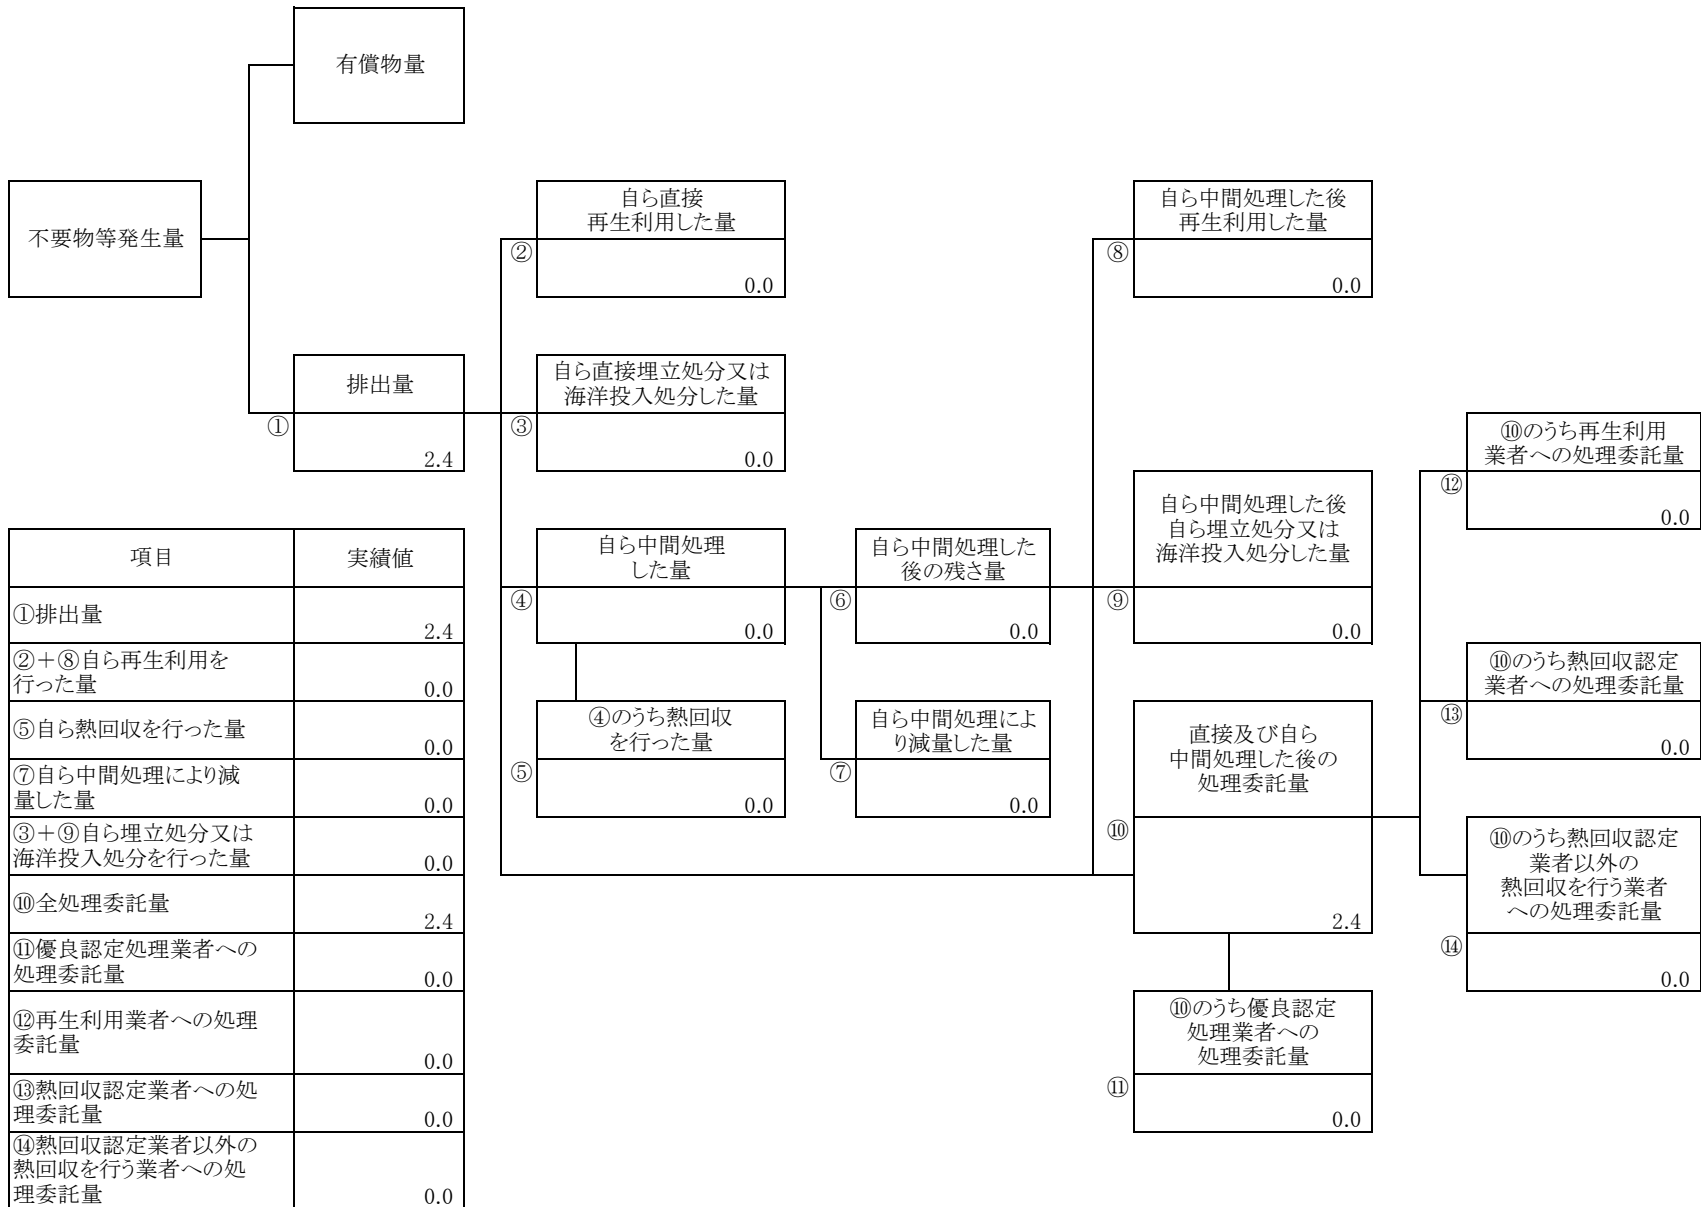 有償物量
不要物等発生量
排出量
①
2.4
自ら直接
再生利用した量
②
0.0
自ら直接埋立処分又は
海洋投入処分した量
③
0.0
自ら中間処理
した量
④
0.0
④のうち熱回収
を行った量
⑤
0.0
自ら中間処理した
後の残さ量
⑥
0.0
自ら中間処理によ
り減量した量
⑦
0.0
自ら中間処理した後
再生利用した量
⑧
0.0
自ら中間処理した後
自ら埋立処分又は
海洋投入処分した量
⑨
0.0
直接及び自ら
中間処理した後の
処理委託量
⑩
2.4
⑩のうち優良認定
処理業者への
処理委託量
⑪
0.0
⑩のうち再生利用
業者への処理委託量
⑫
0.0
⑩のうち熱回収認定
業者への処理委託量
⑬
0.0
⑩のうち熱回収認定
業者以外の
熱回収を行う業者
への処理委託量
⑭
0.0
項目 実績値
①排出量
2.4
②＋⑧自ら再生利用を
行った量
0.0
⑤自ら熱回収を行った量
0.0
⑦自ら中間処理により減
量した量
0.0
③＋⑨自ら埋立処分又は
海洋投入処分を行った量
0.0
⑩全処理委託量
2.4
⑪優良認定処理業者への
処理委託量
0.0
⑫再生利用業者への処理
委託量
0.0
⑬熱回収認定業者への処
理委託量
0.0
⑭熱回収認定業者以外の
熱回収を行う業者への処
理委託量
0.0